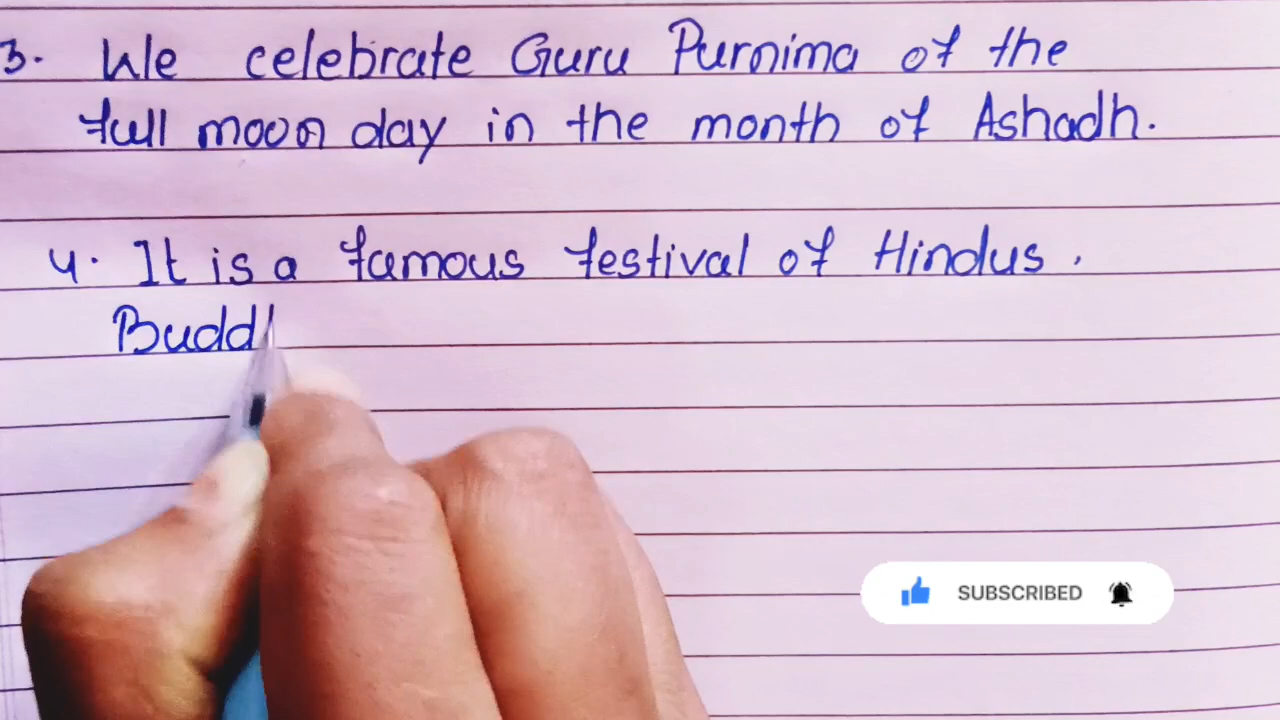 3. We celebrate Guru Purnima of the
full moon day in the month of Ashadh.
4. It is a famous festival of Hindus.
Budd
SUBSCRIBED